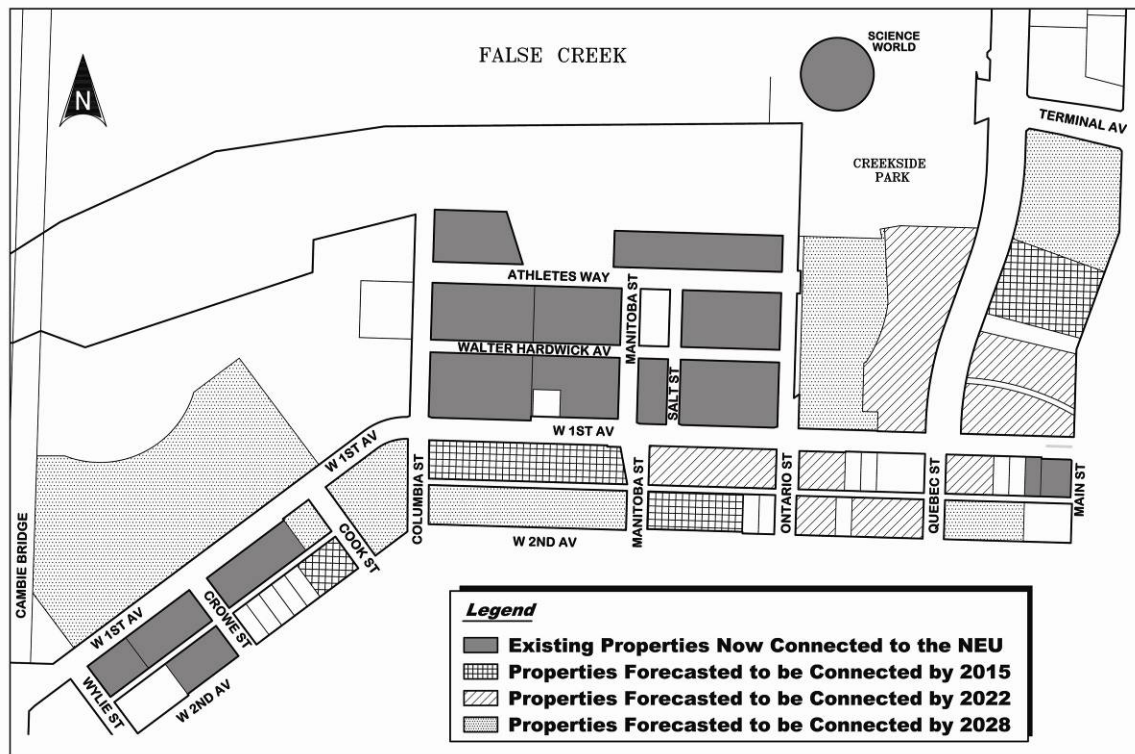 FALSE CREEK
SCIENCE
WORLD
N
TERMINAL AV
CREEKSIDE
PARK
ATHLETES WAY
MANITOBA ST
WALTER HARDWICK AV
SALT ST
W 1ST AV
W 1ST AV
COLUMBIA ST
MANITOBA ST
ONTARIO ST
QUEBEC ST
MAIN ST
W 2ND AV
COOK ST
CAMBIE BRIDGE
CROWE ST
W 1ST AV
WYLIE ST
W 2ND AV
Legend
Existing Properties Now Connected to the NEU
Properties Forecasted to be Connected by 2015
Properties Forecasted to be Connected by 2022
Properties Forecasted to be Connected by 2028